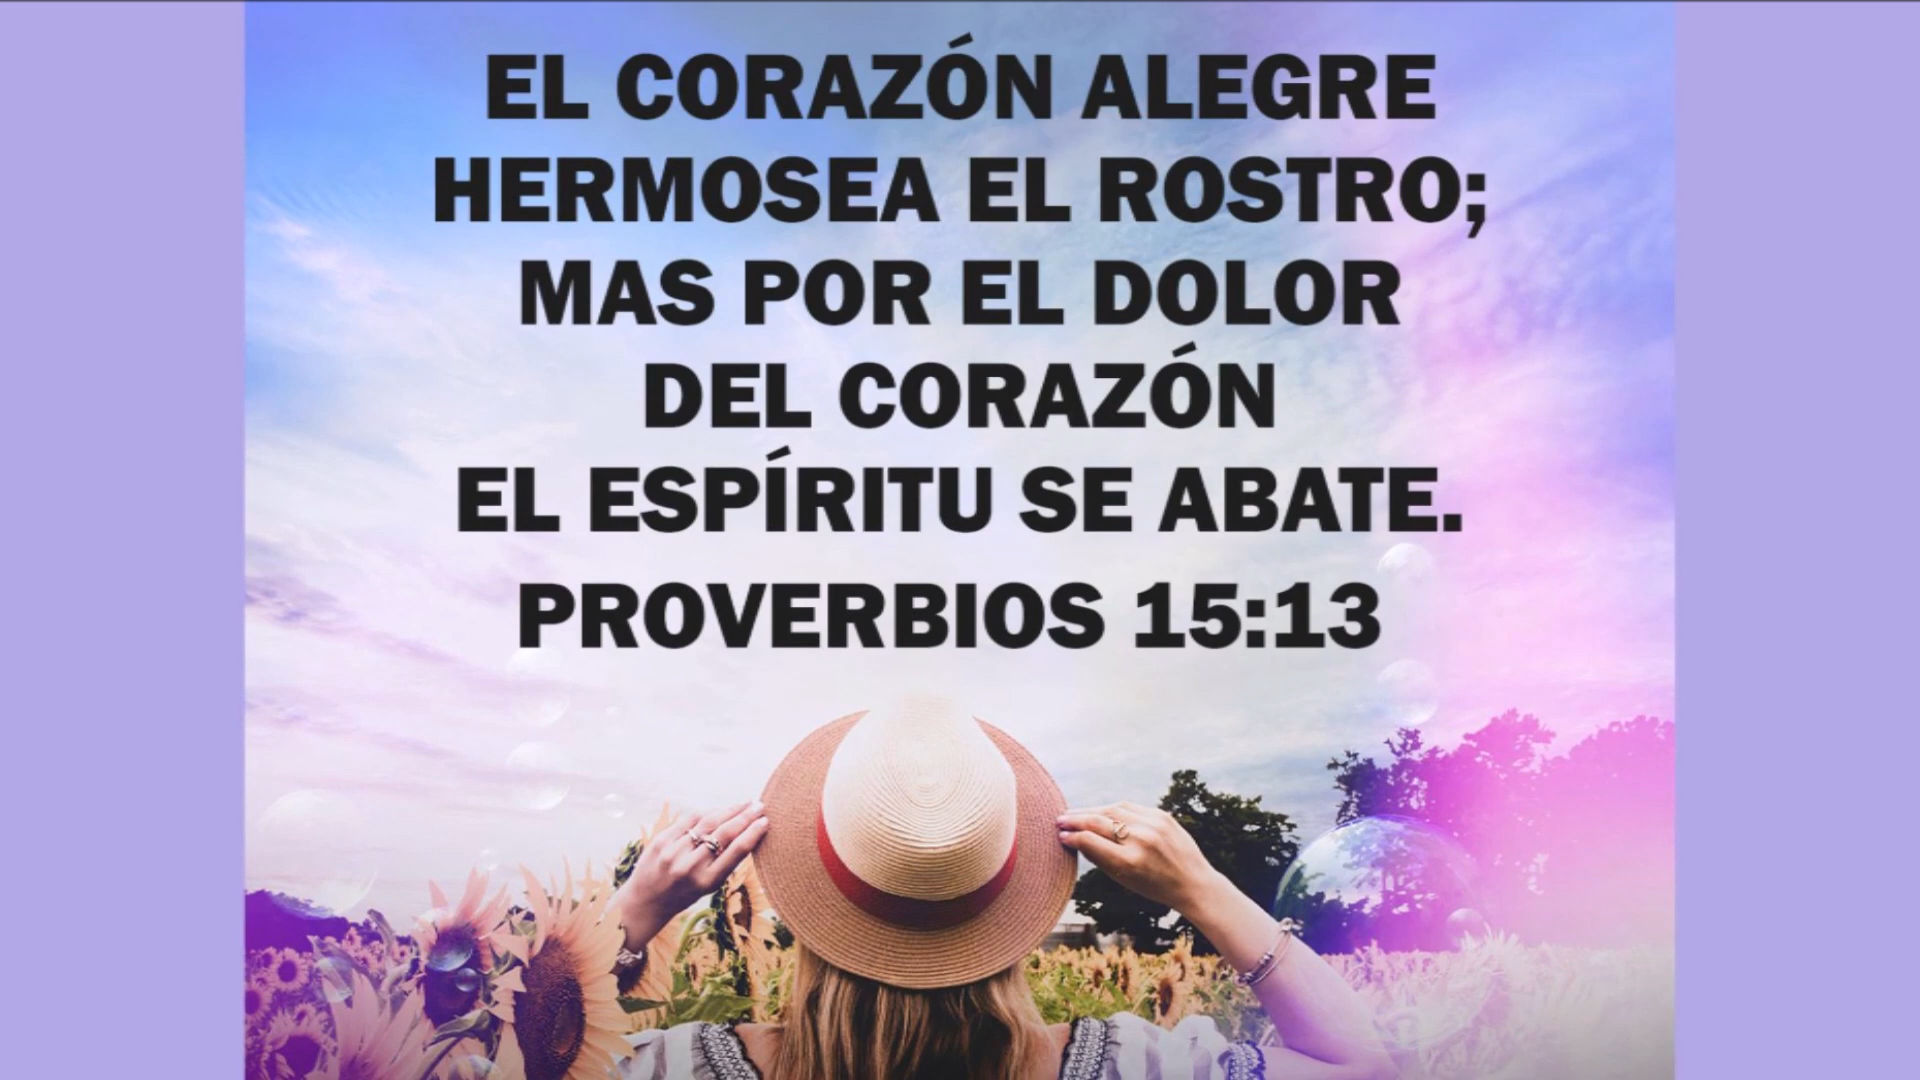 EL CORAZÓN ALEGRE
HERMOSEA EL ROSTRO;
MAS POR EL DOLOR
DEL CORAZÓN
EL ESPÍRITU SE ABATE.
PROVERBIOS 15:13